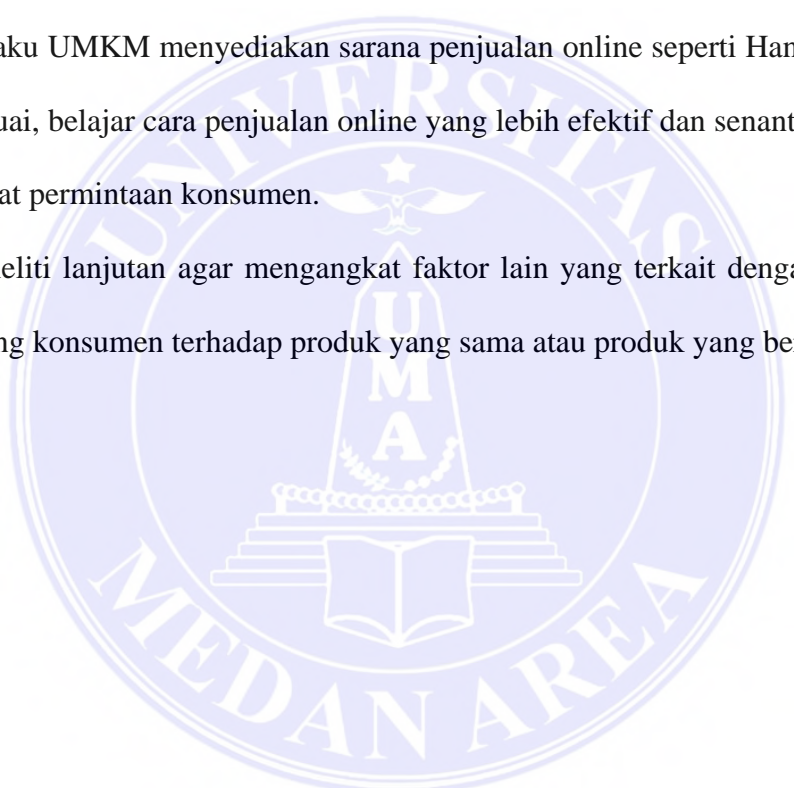 aku UMKM menyediakan sarana penjualan online seperti Han
uai, belajar cara penjualan online yang lebih efektif dan senant
at permintaan konsumen.
eliti lanjutan agar mengangkat faktor lain yang terkait denga
ng konsumen terhadap produk yang sama atau produk yang be
UNIVERSITAS
U
M
A
MEDAN AREA